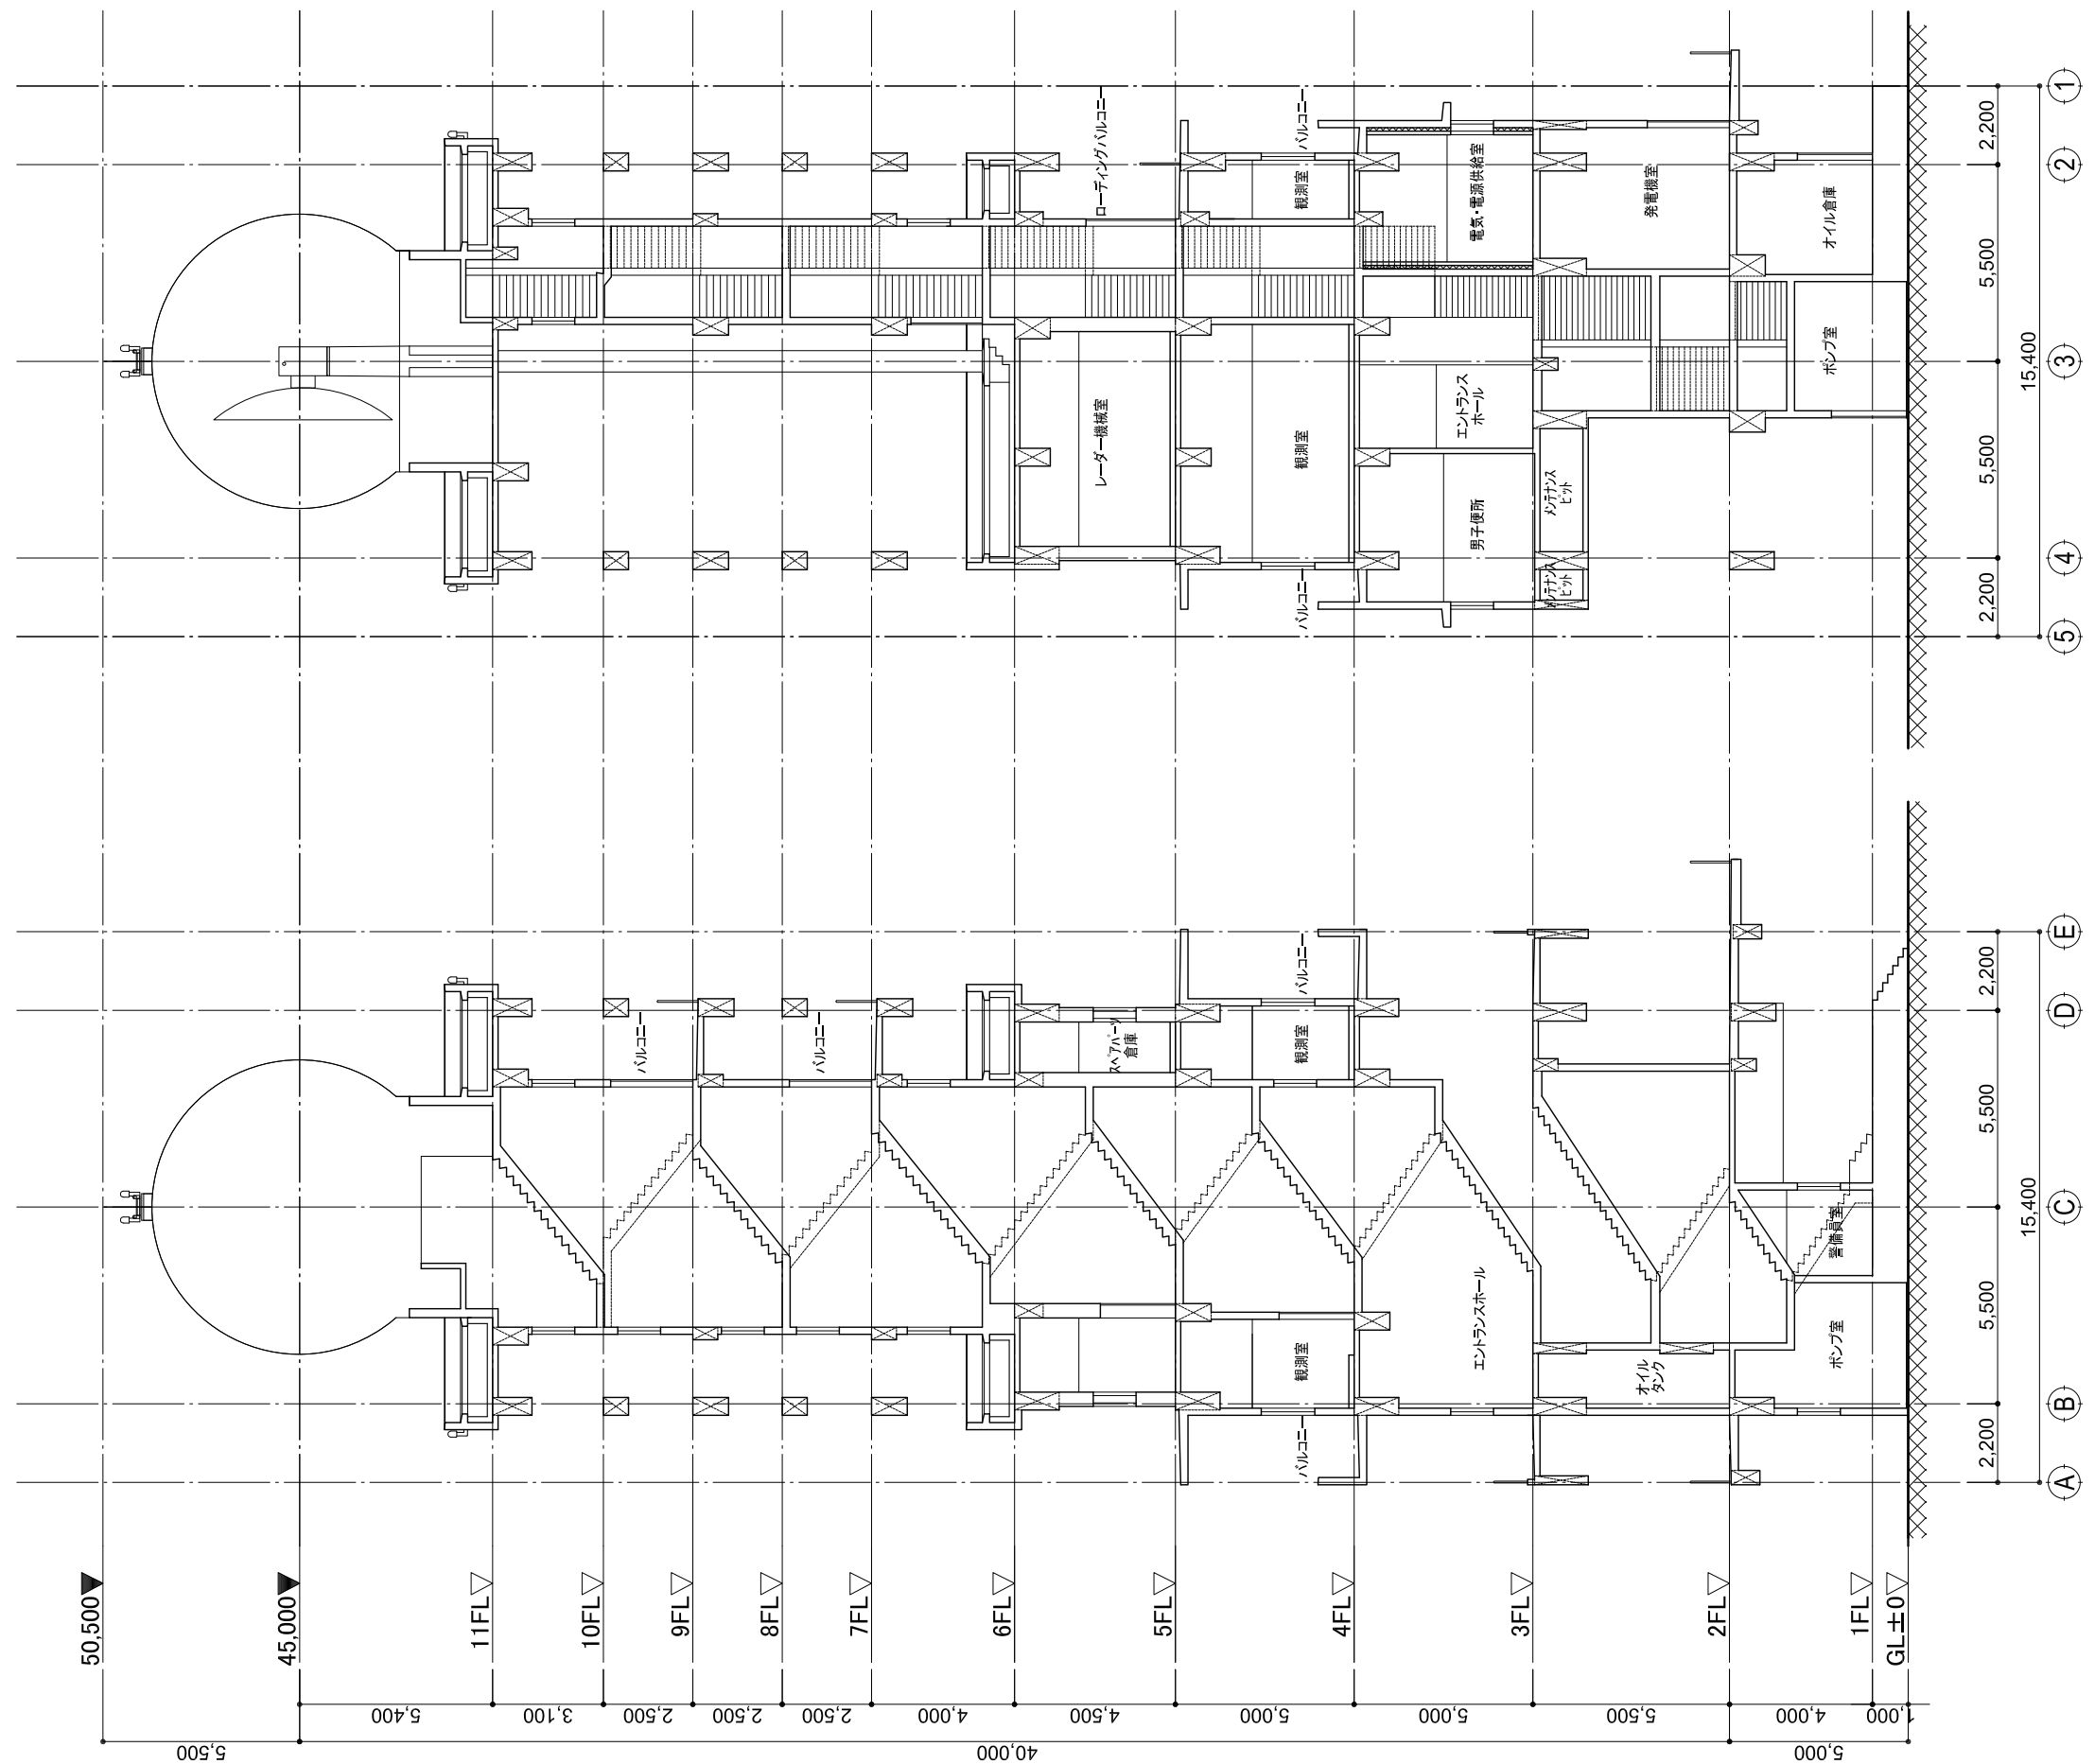 50,500
45,000
11FL
10FL
9FL
8FL
7FL
6FL
5FL
4FL
3FL
2FL
1FL
GL±0
5,500
40,000
5,000
5,400
3,100
2,500
2,500
2,500
4,000
4,500
5,000
5,000
5,500
4,000
1,000
バルコニー
バルコニー
スペアパーツ
倉庫
観測室
バルコニー
観測室
バルコニー
エントランスホール
オイル
タンク
ポンプ室
警備員室
2,200
5,500
5,500
2,200
15,400
A
B
C
D
E
ローディングバルコニー
レーダー機械室
観測室
バルコニー
観測室
バルコニー
電気・電源供給室
エントランス
ホール
男子便所
発電機室
メンテナンス
ピット
メンテナンス
ピット
オイル倉庫
ポンプ室
2,200
5,500
5,500
2,200
15,400
5
4
3
2
1